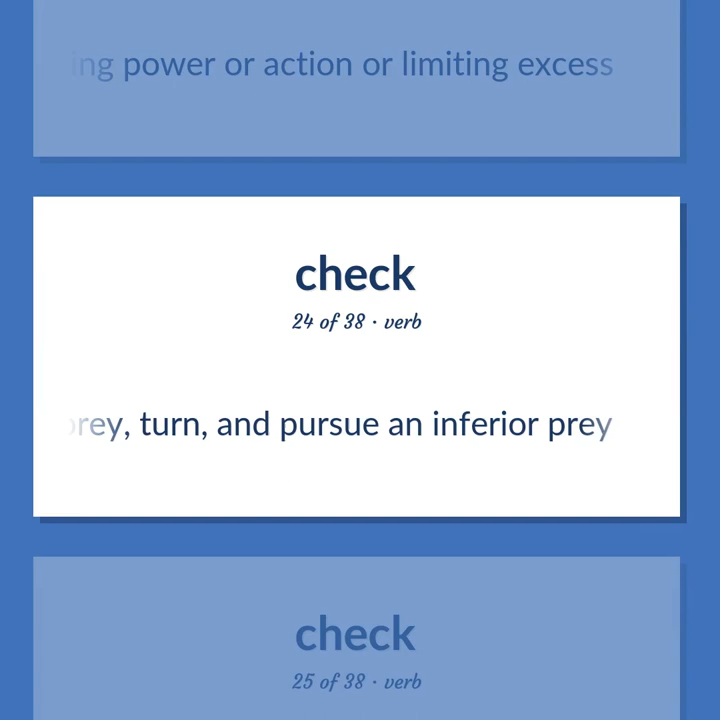 ing power or action or limiting excess
check
24 of 38 · verb
prey, turn, and pursue an inferior prey
check
25 of 38 · verb